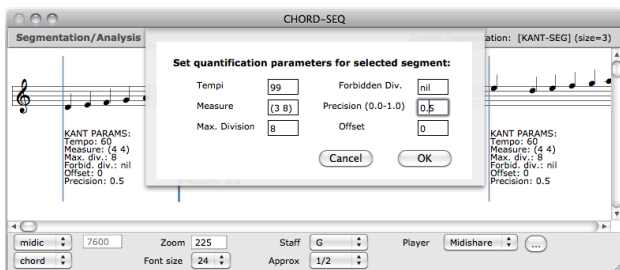 CHORD-SEQ
Segmentation/Analysis
ation: [KANT-SEG] (size=3)
Set quantification parameters for selected segment:
Tempi 99 Forbidden Div. nil
Measure (3 8) Precision (0.0-1.0) 0.5
Max. Division 8 Offset 0
Cancel OK
KANT PARAMS:
Tempo: 60
Measure: (4 4)
Max. div.: 8
Forbid. div.: nil
Offset: 0
Precision: 0.5
KANT PARAMS:
Tempo: 60
Measure: (4 4)
Max. div.: 8
Forbid. div.: nil
Offset: 0
Precision: 0.5
midic 7600 Zoom 225 Staff G Player Midishare ...
chord Font size 24 Approx 1/2